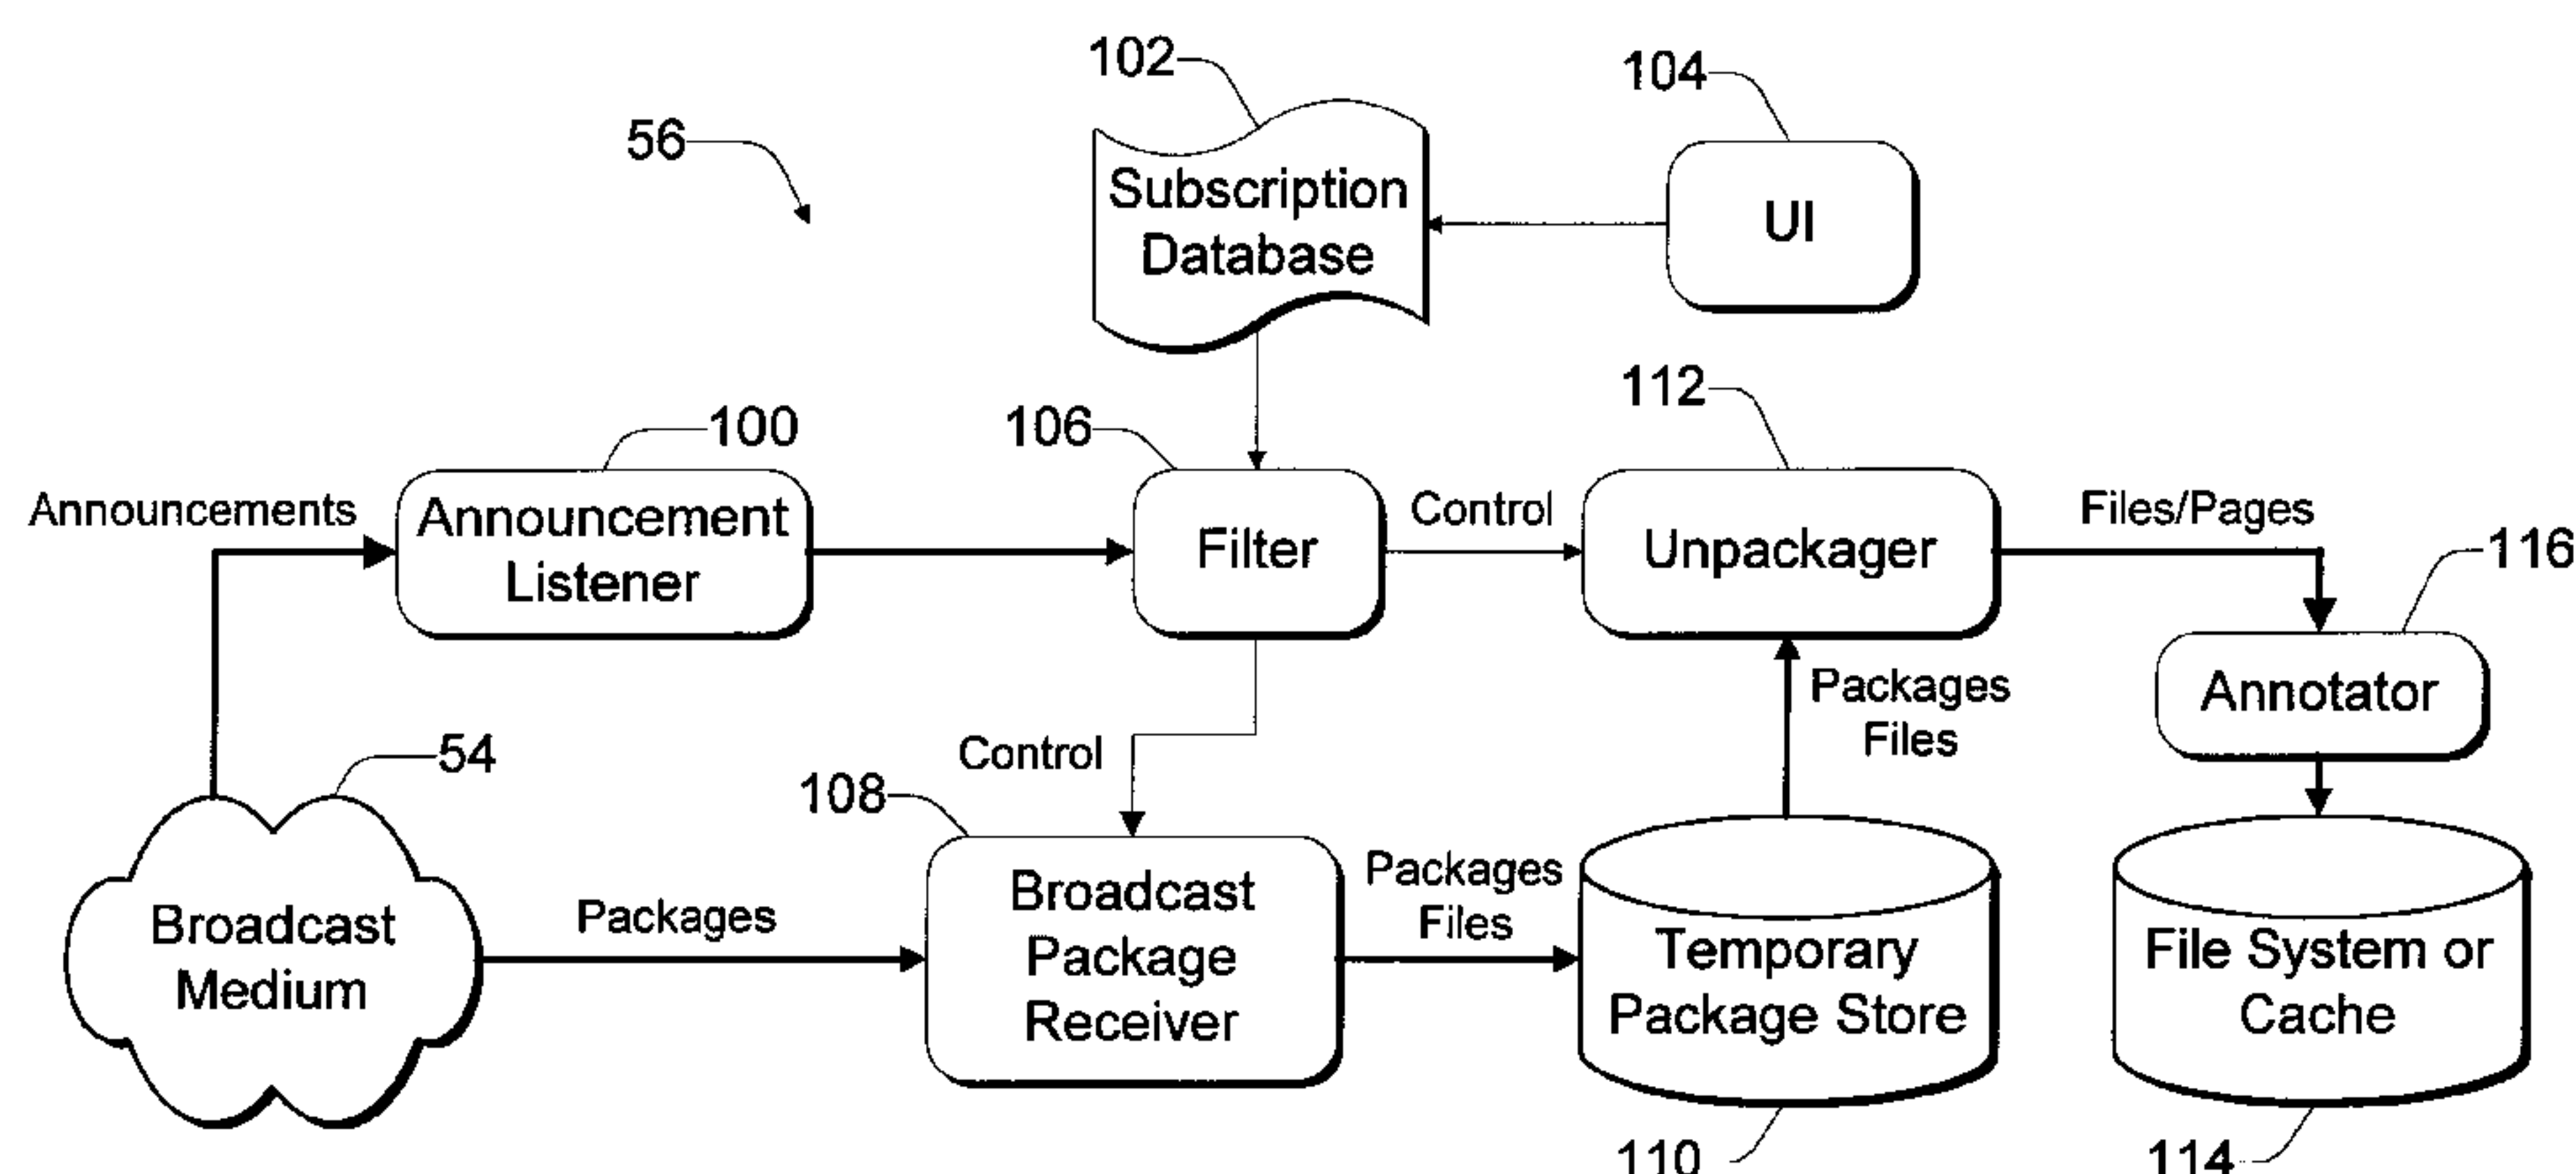 102
104
56
Subscription
Database
UI
112
100
106
Announcements
Announcement
Listener
Filter
Control
Unpackager
Files/Pages
116
Packages
Files
Annotator
54
Control
108
Broadcast
Medium
Packages
Broadcast
Package
Receiver
Packages
Files
Temporary
Package Store
File System or
Cache
110
114